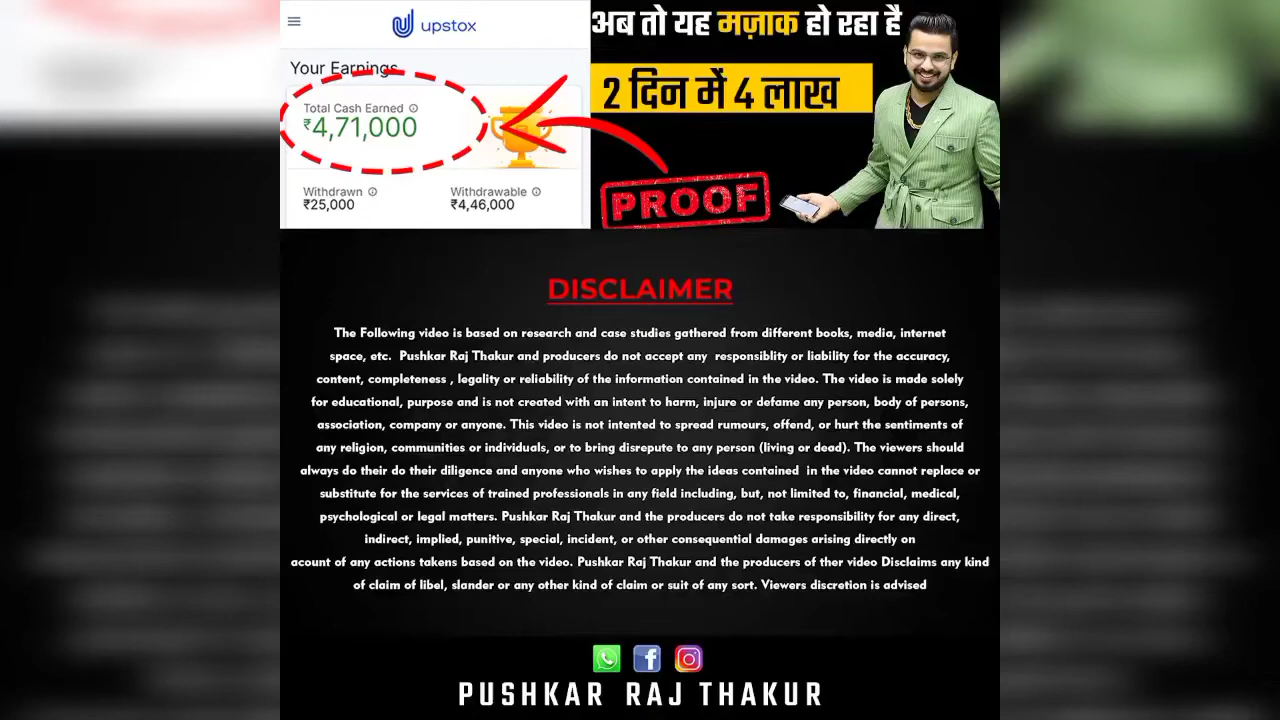 upstox
Your Earnings
Total Cash Earned
₹4,71,000
Withdrawn
Withdrawable
₹25,000
₹4,46,000
अब तो यह मज़ाक हो रहा है
2 दिन में 4 लाख
PROOF
DISCLAIMER
The Following video is based on research and case studies gathered from different books, media, internet
space, etc. Pushkar Raj Thakur and producers do not accept any responsiblity or liability for the accuracy,
content, completeness , legality or reliability of the information contained in the video. The video is made solely
for educational, purpose and is not created with an intent to harm, injure or defame any person, body of persons,
association, company or anyone. This video is not intented to spread rumours, offend, or hurt the sentiments of
any religion, communities or individuals, or to bring disrepute to any person (living or dead). The viewers should
always do their do their diligence and anyone who wishes to apply the ideas contained in the video cannot replace or
substitute for the services of trained professionals in any field including, but, not limited to, financial, medical,
psychological or legal matters. Pushkar Raj Thakur and the producers do not take responsibility for any direct,
indirect, implied, punitive, special, incident, or other consequential damages arising directly on
acount of any actions takens based on the video. Pushkar Raj Thakur and the producers of ther video Disclaims any kind
of claim of libel, slander or any other kind of claim or suit of any sort. Viewers discretion is advised
PUSHKAR RAJ THAKUR